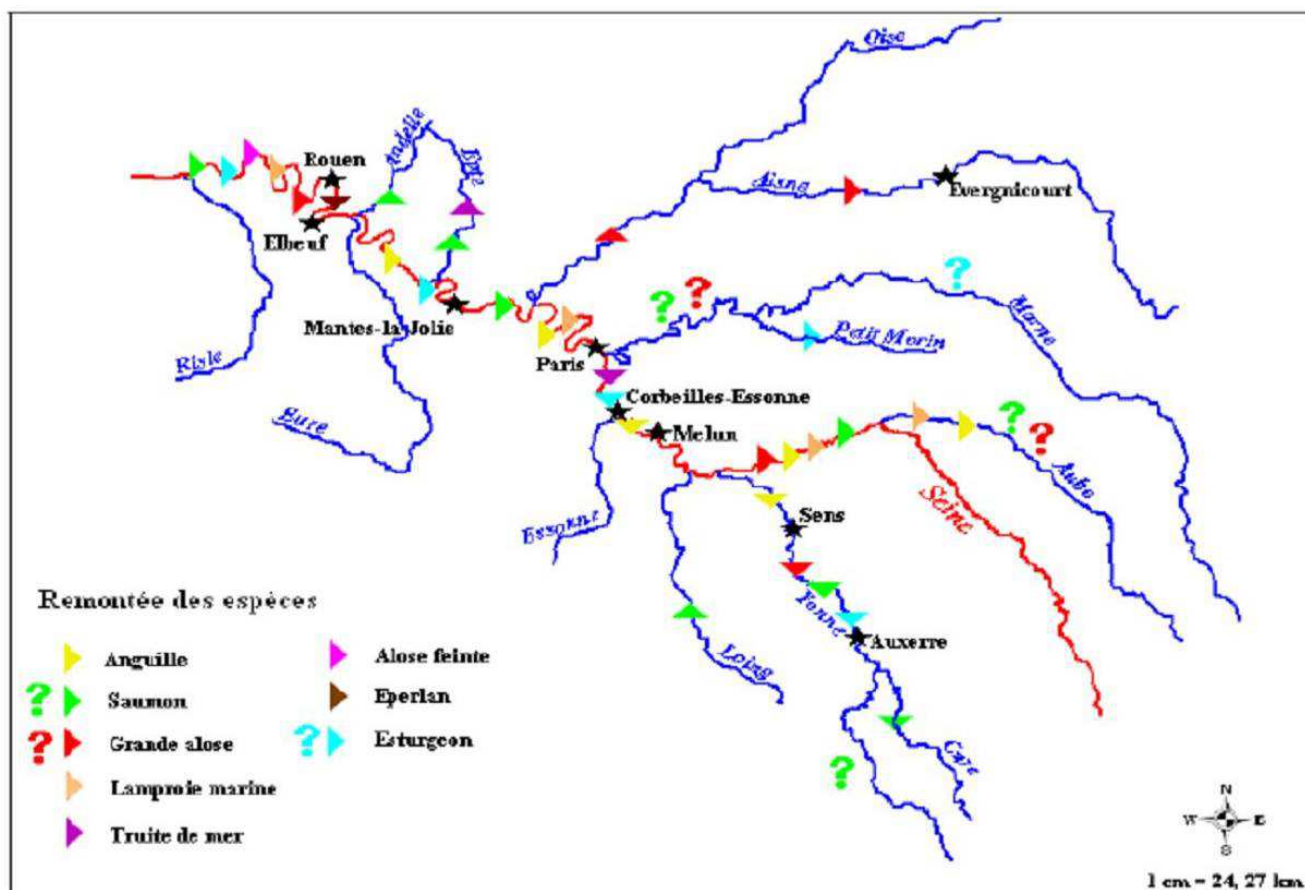 Oise
Andelle
Epte
Rouen
Aisne
Evergnicourt
Elbeuf
?
?
?
Mantes-la Jolie
Marne
Risle
Petit Morin
Paris
Corbeilles-Essonne
Eure
Melun
?
?
Aube
Seine
Essonne
Sens
Remontée des espèces
Yonne
Auxerre
Anguille
Alose feinte
Loing
? Saumon
Eperlan
? Grande alose
? Esturgeon
Cure
?
Lamproie marine
Truite de mer
N
W E
S
1 cm = 24, 27 km